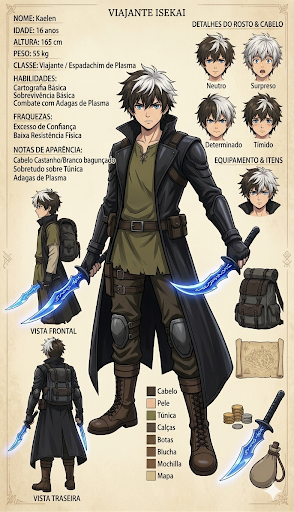 VIAJANTE ISEKAI
NOME: Kaelen
IDADE: 16 anos
ALTURA: 165 cm
PESO: 55 kg
CLASSE: Viajante / Espadachim de Plasma
HABILIDADES:
Cartografia Básica
Sobrevivência Básica
Combate com Adagas de Plasma
FRAQUEZAS:
Excesso de Confiança
Baixa Resistência Física
NOTAS DE APARÊNCIA:
Cabelo Castanho/Branco bagunçado
Sobretudo sobre Túnica
Adagas de Plasma
DETALHES DO ROSTO & CABELO
Neutro
Surpreso
Determinado
Tímido
EQUIPAMENTO & ITENS
VISTA FRONTAL
VISTA TRASEIRA
Cabelo
Pele
Túnica
Calças
Botas
Blucha
Mochilla
Mapa